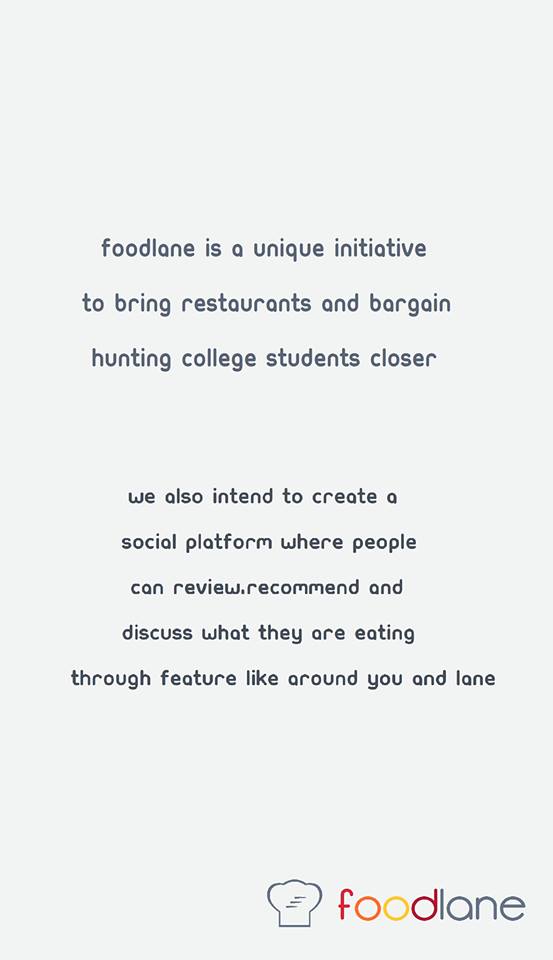 foodlane is a unique initiative
to bring restaurants and bargain
hunting college students closer
we also intend to create a
social platform where people
can review.recommend and
discuss what they are eating
through feature like around you and lane
foodlane